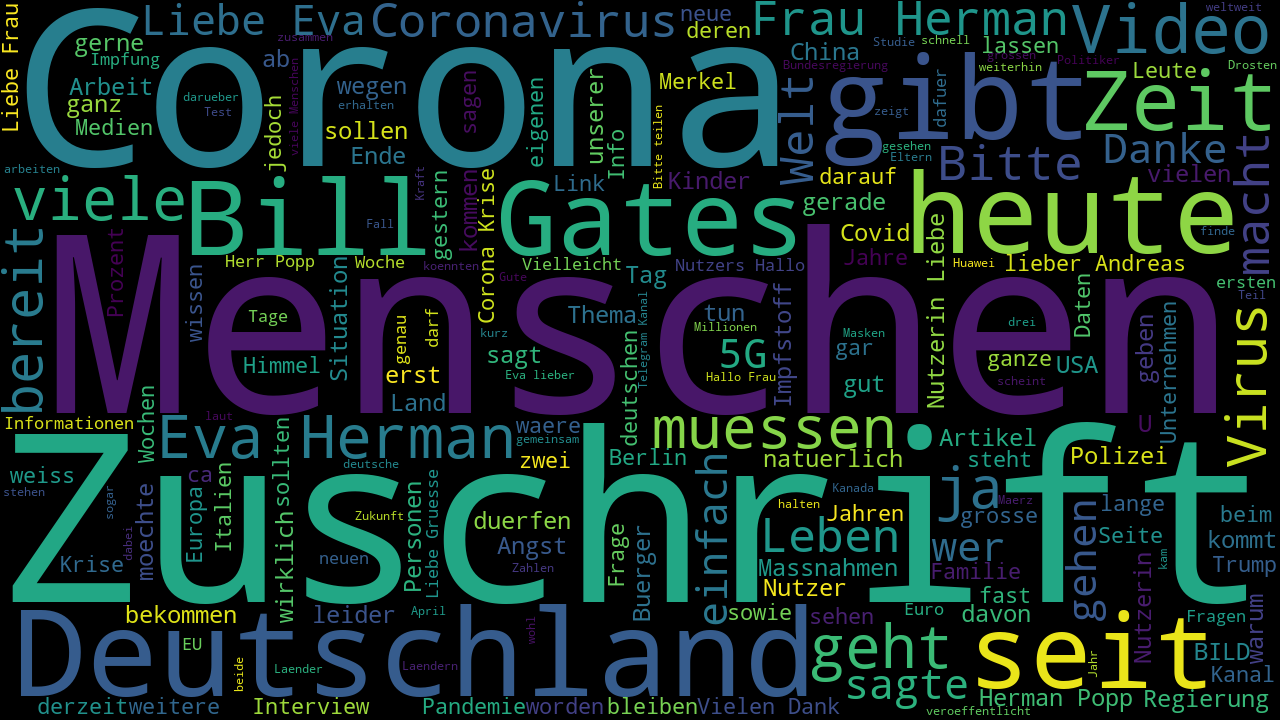 Liebe Frau
Liebe Eva
Coronavirus
neue
deren
Frau Herman
Video
weltweit
zusammen
gerne
Impfung
ab
Corona
China
Studie
schnell
lassen
Bundesregierung
grossen
weiterhin
Politiker
Leute
Drosten
Arbeit
ganz
Medien
darueber
Test
viele Menschen
wegen
erhalten
sollen
Ende
jedoch
sagen
eigenen
unserer
Info
Merkel
Bitte teilen
Welt
gibt
dafuer
zeigt
Zeit
gesehen
Eltern
Bitte
Danke
macht
arbeiten
viele
Bill Gates
heute
Kraft
Fall
gestern
kommen
Corona Krise
Link
Kinder
darauf
gerade
Covid
vielen
finde
bereit
Prozent
Menschen
wissen
Herr Popp
Woche
koennten
Gute
Vielleicht
Tag
Nutzers Hallo
Jahre
Nutzerin Liebe
Huawei
lieber Andreas
ersten
Teil
Tage
Himmel
Situation
genau
darf
erst
Land
kurz
sagt
Eva lieber
Thema
Telegram Kanal
deutschen
tun
Millionen
5G
Hallo Frau
Impfstoff
Masken
gar
gut
drei
ganze
scheint
USA
Daten
geben
Unternehmen
Virus
Informationen
Wochen
laut
Eva Herman
waere
gemeinsam
zwei
muessen
Berlin
natuerlich
Artikel
steht
U
Polizei
weiss
stehen
Krise
sogar
dabei
moechte
ca
Europa
Italien
sollten
wirklich
deutsche
Zukunft
neuen
Personen
Liebe Gruesse
Zuschrift
duerfen
Angst
Zahlen
Frage
Buerger
einfach
Kanada
halten
Jahren
Leben
Massnahmen
Nutzer
ja
grosse
wer
Familie
Maerz
gehen
lange
Seite
kam
beim
kommt
Trump
bekommen
leider
April
wohl
sowie
sehen
Euro
fast
davon
Nutzerin
Fragen
warum
EU
Deutschland
beide
Laender
Laendern
geht
sagte
seit
Jahr
BILD
Kanal
derzeit
weitere
Interview
Pandemie
worden
bleiben
Vielen Dank
veroeffentlicht
Herman Popp
Regierung